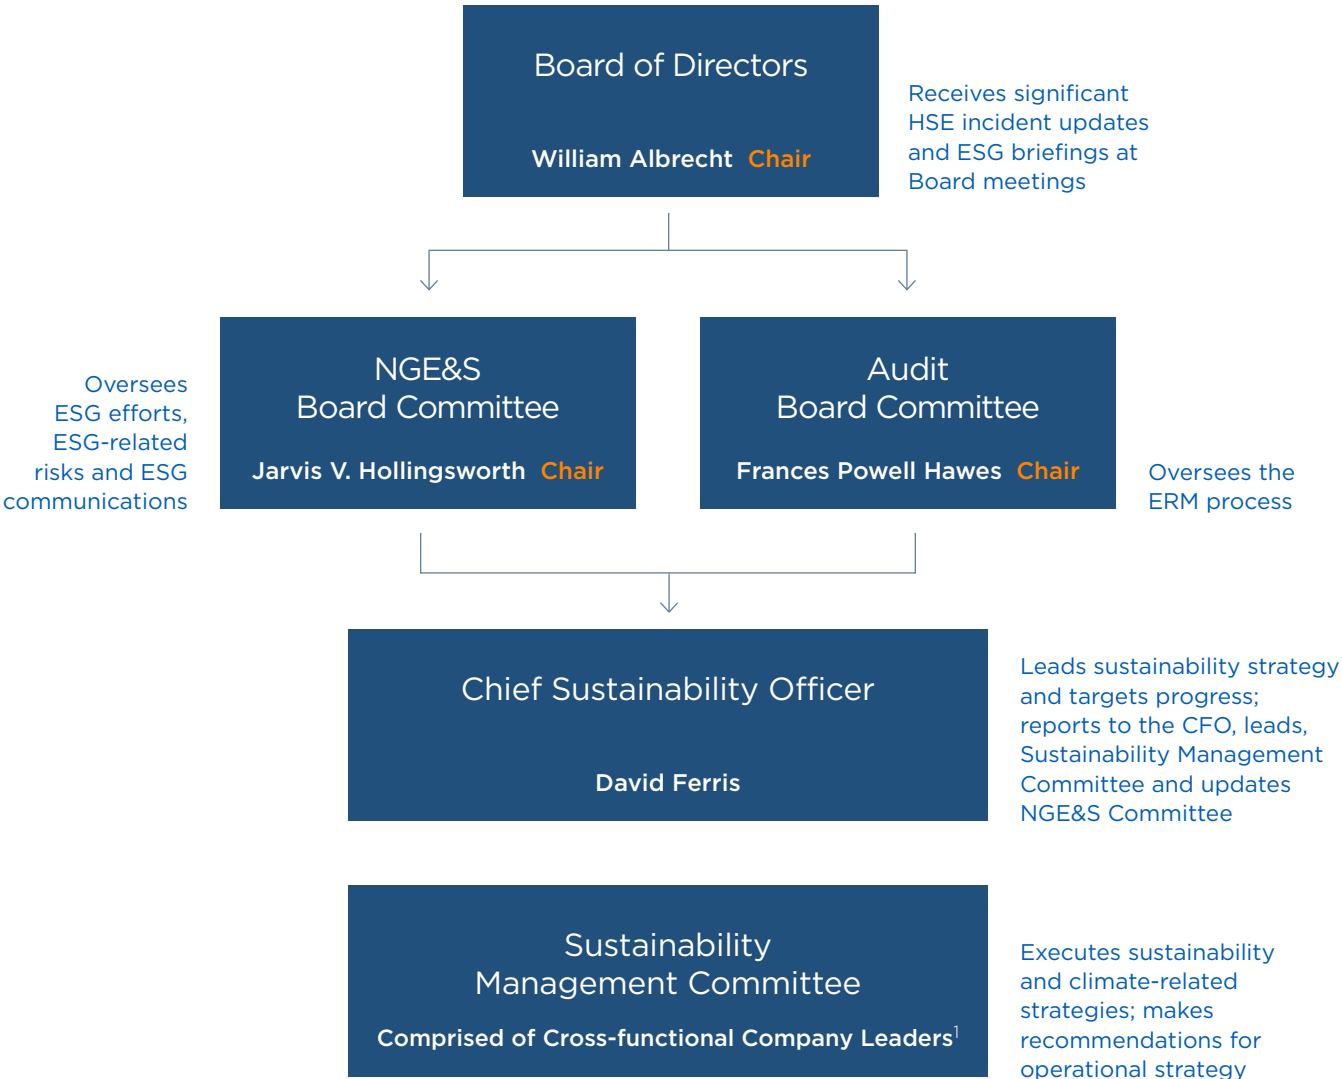 Board of Directors
William Albrecht Chair
Receives significant
HSE incident updates
and ESG briefings at
Board meetings
Oversees
ESG efforts,
ESG-related
risks and ESG
communications
NGE&S
Board Committee
Jarvis V. Hollingsworth Chair
Audit
Board Committee
Frances Powell Hawes Chair
Oversees the
ERM process
Chief Sustainability Officer
David Ferris
Leads sustainability strategy
and targets progress;
reports to the CFO, leads,
Sustainability Management
Committee and updates
NGE&S Committee
Sustainability
Management Committee
Comprised of Cross-functional Company Leaders1
Executes sustainability
and climate-related
strategies; makes
recommendations for
operational strategy